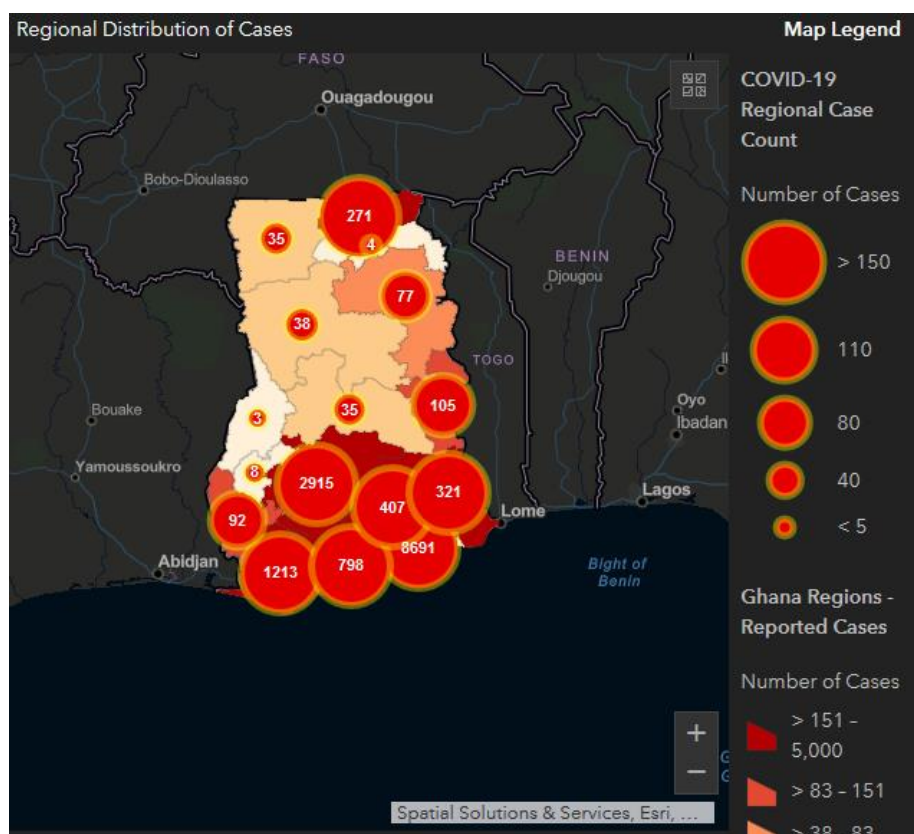 Regional Distribution of Cases
Map Legend
FASO
Ouagadougou
Bobo-Dioulasso
271
35
4
BENIN
Djougou
77
38
TOGO
Bouake
3
35
105
Oyo
Ibadan
Yamoussoukro
8
2915
407
321
Lagos
92
Lome
Abidjan
1213
798
8691
Bight of
Benin
Spatial Solutions & Services, Esri, ...
+
−
COVID-19
Regional Case
Count
Number of Cases
> 150
110
80
40
< 5
Ghana Regions -
Reported Cases
Number of Cases
> 151 –
5,000
> 83 – 151
> 38 – 83